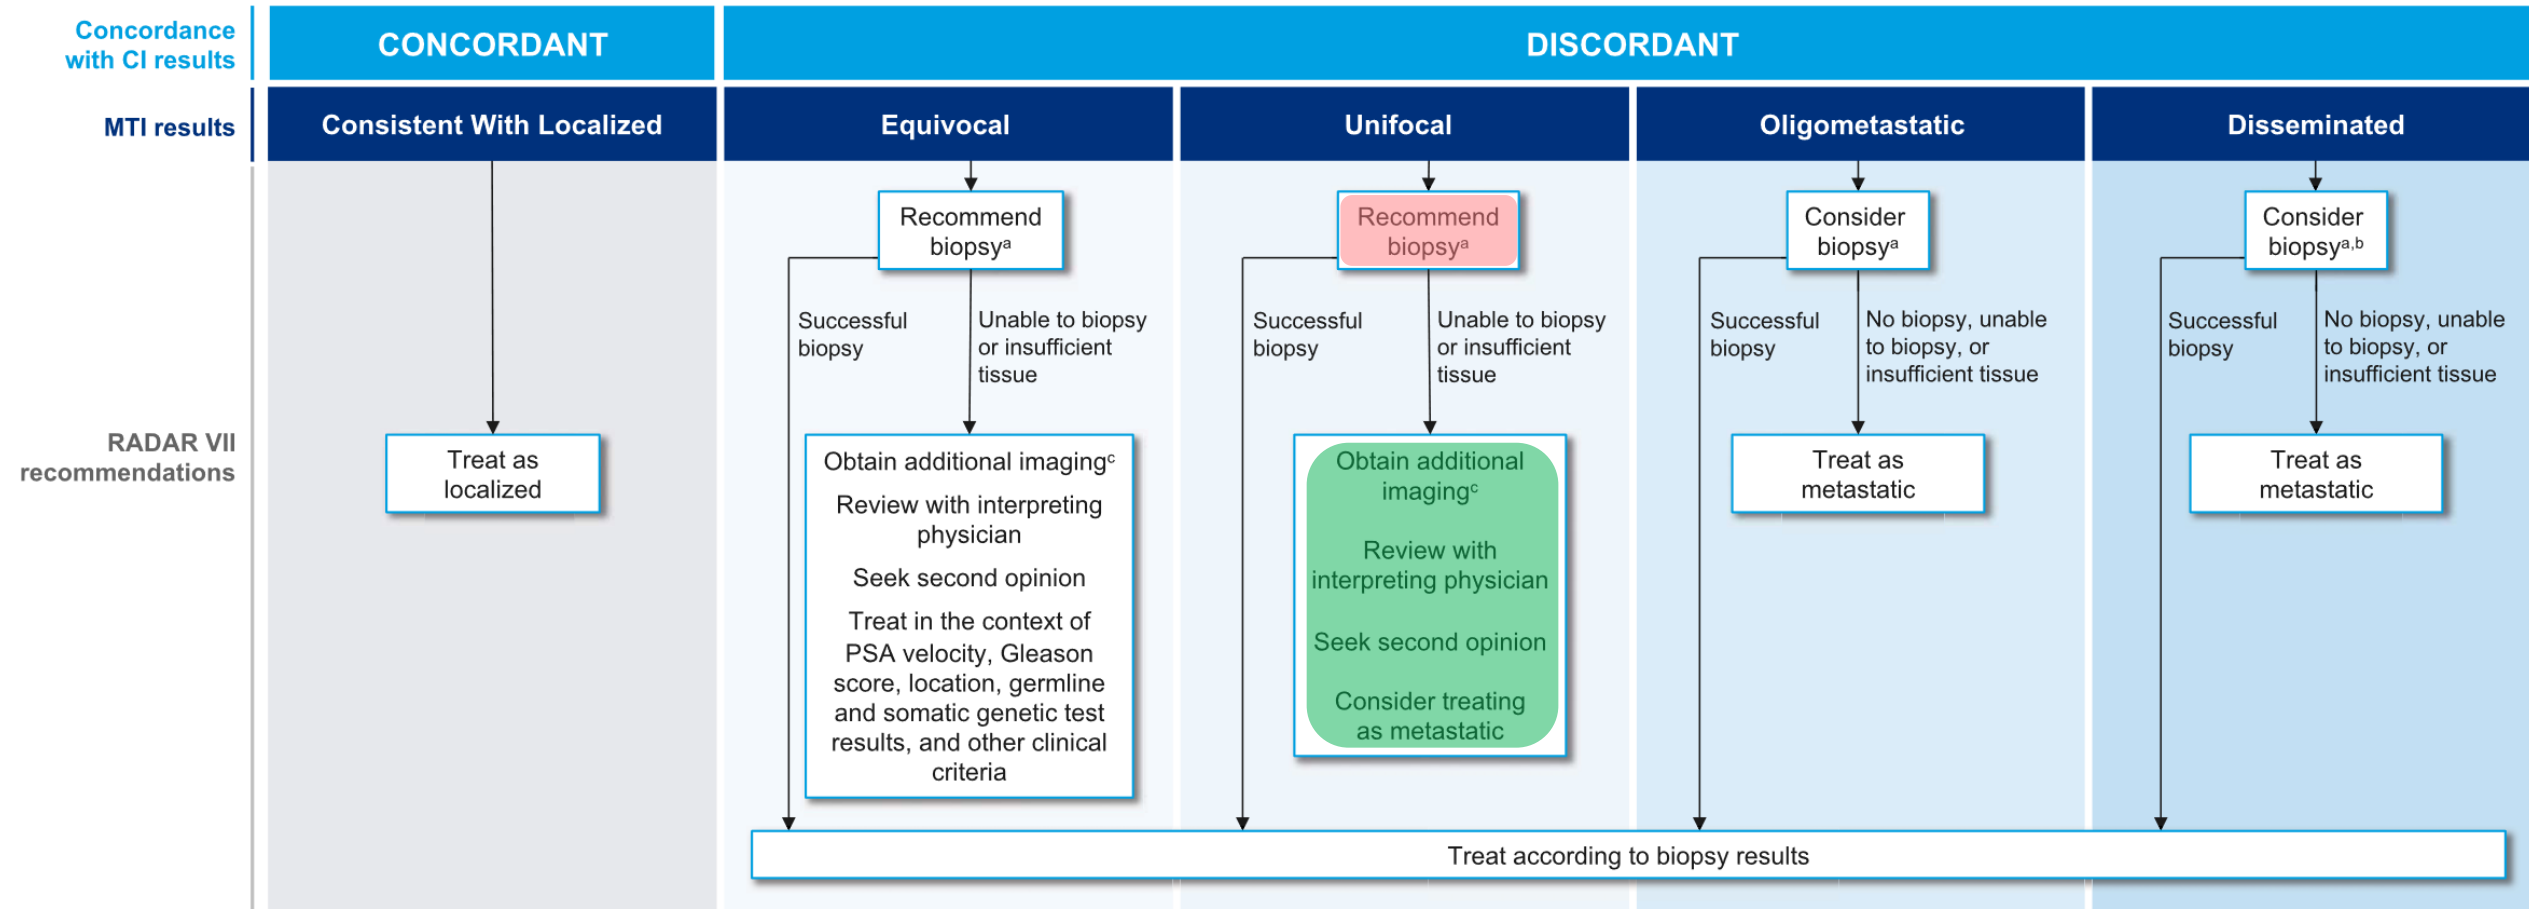 Concordance
with CI results
CONCORDANT
DISCORDANT
MTI results
Consistent With Localized
Equivocal
Unifocal
Oligometastatic
Disseminated
RADAR VII
recommendations
Treat as
localized
Recommend
biopsyᵃ
Successful
biopsy
Unable to biopsy
or insufficient
tissue
Obtain additional imagingᶜ
Review with interpreting
physician
Seek second opinion
Treat in the context of
PSA velocity, Gleason
score, location, germline
and somatic genetic test
results, and other clinical
criteria
Recommend
biopsyᵃ
Successful
biopsy
Unable to biopsy
or insufficient
tissue
Obtain additional
imagingᶜ
Review with
interpreting physician
Seek second opinion
Consider treating
as metastatic
Consider
biopsyᵃ
Successful
biopsy
No biopsy, unable
to biopsy, or
insufficient tissue
Treat as
metastatic
Consider
biopsyᵃ,ᵇ
Successful
biopsy
No biopsy, unable
to biopsy, or
insufficient tissue
Treat as
metastatic
Treat according to biopsy results